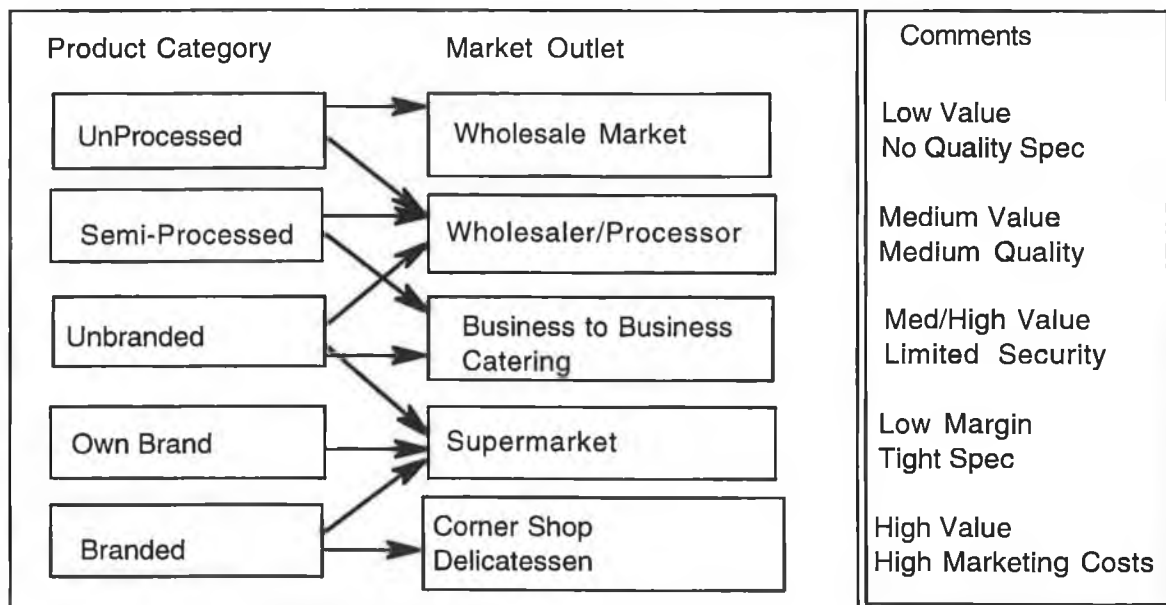 Product Category
Market Outlet
Comments
UnProcessed
Wholesale Market
Low Value
No Quality Spec
Semi-Processed
Wholesaler/Processor
Medium Value
Medium Quality
Unbranded
Business to Business
Catering
Med/High Value
Limited Security
Own Brand
Supermarket
Low Margin
Tight Spec
Branded
Corner Shop
Delicatessen
High Value
High Marketing Costs